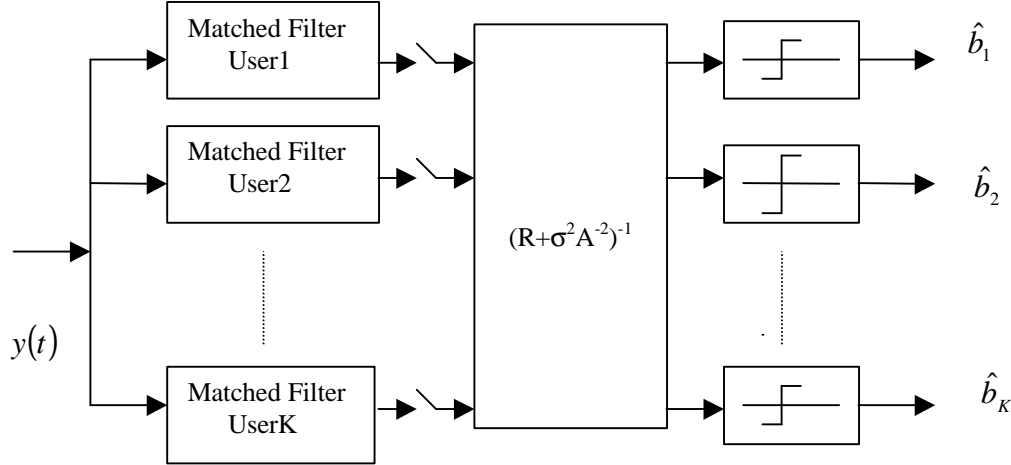 Matched Filter
User1
b̂₁
Matched Filter
User2
b̂₂
(R+σ²A⁻²)⁻¹
y(t)
Matched Filter
UserK
b̂_K